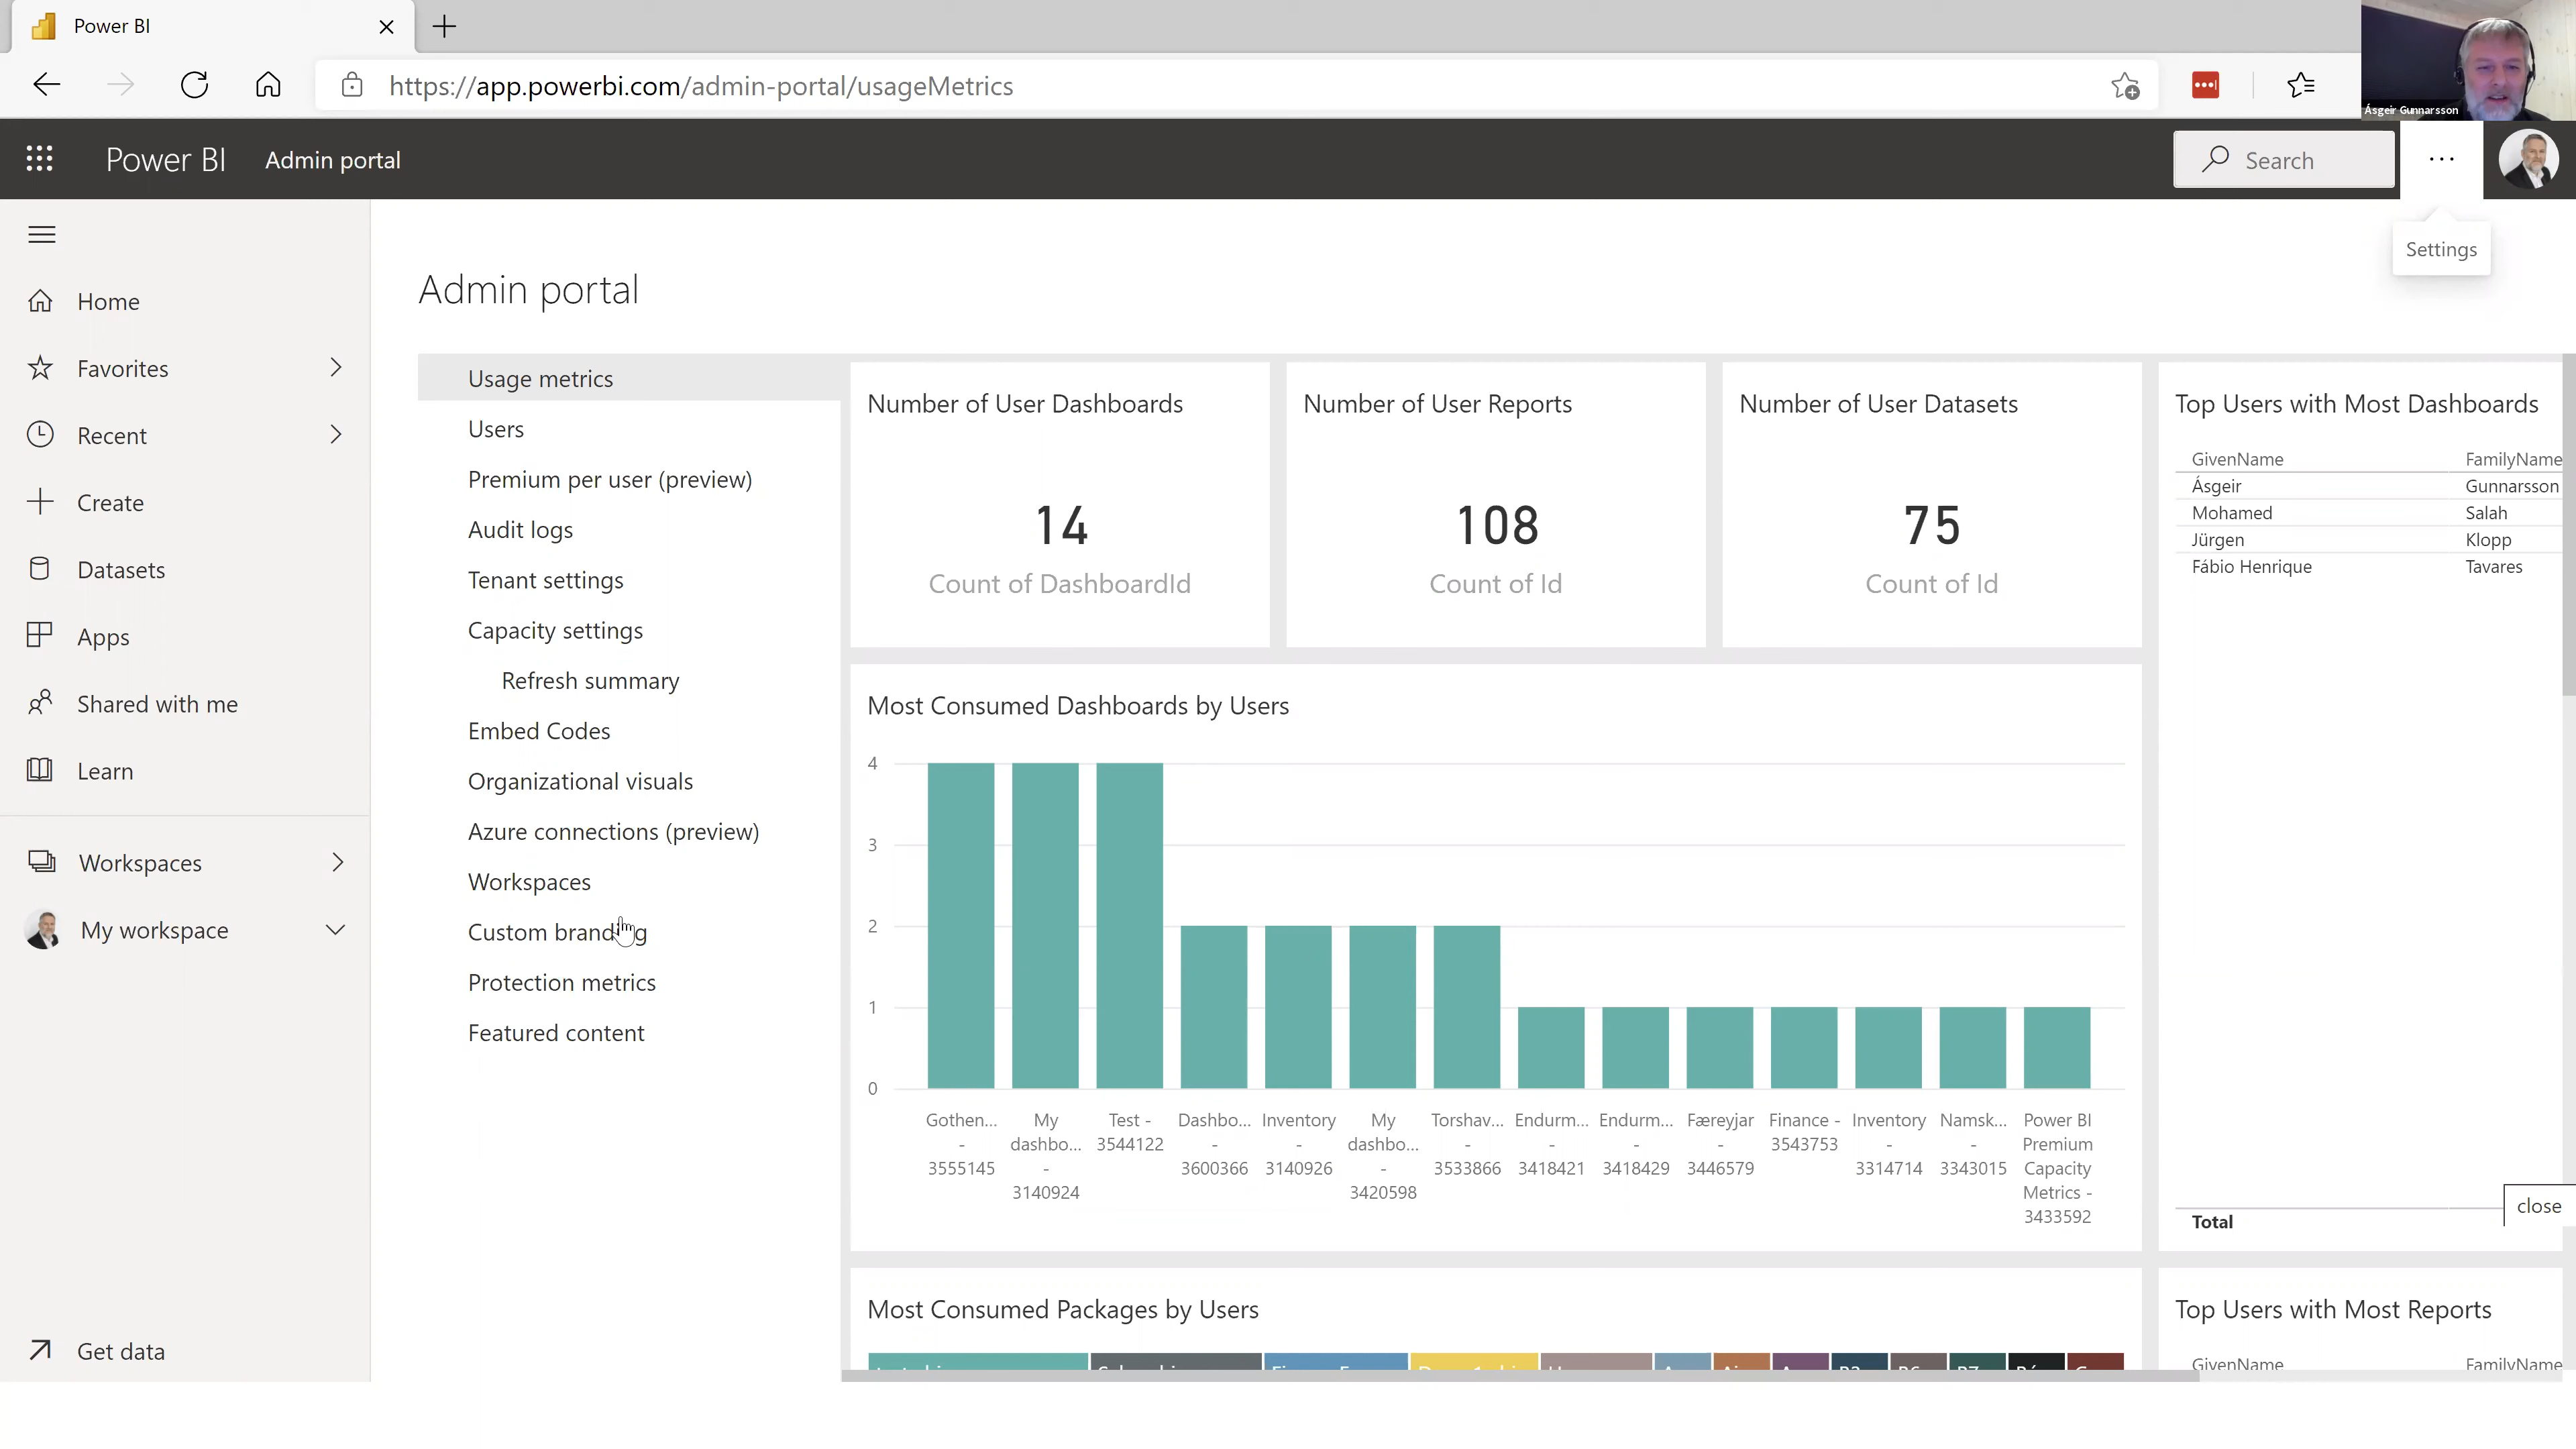 Power BI
https://app.powerbi.com/admin-portal/usageMetrics
Ásgeir Gunnarsson
Power BI
Admin portal
Search
Settings
Home
Favorites
Recent
Create
Datasets
Apps
Shared with me
Learn
Workspaces
My workspace
Get data
Admin portal
Usage metrics
Users
Premium per user (preview)
Audit logs
Tenant settings
Capacity settings
Refresh summary
Embed Codes
Organizational visuals
Azure connections (preview)
Workspaces
Custom branding
Protection metrics
Featured content
Number of User Dashboards
14
Count of DashboardId
Number of User Reports
108
Count of Id
Number of User Datasets
75
Count of Id
Top Users with Most Dashboards
GivenName FamilyName
Ásgeir Gunnarsson
Mohamed Salah
Jürgen Klopp
Fábio Henrique Tavares
Total
close
Most Consumed Dashboards by Users
4
3
2
1
0
Gothen...
-
3555145
My
dashbo...
-
3140924
Test -
3544122
Dashbo...
-
3600366
Inventory
-
3140926
My
dashbo...
-
3420598
Torshav...
-
3533866
Endurm...
-
3418421
Endurm...
-
3418429
Færeyjar
-
3446579
Finance -
3543753
Inventory
-
3314714
Namsk...
-
3343015
Power BI
Premium
Capacity
Metrics -
3433592
Most Consumed Packages by Users
Top Users with Most Reports
GivenName FamilyName